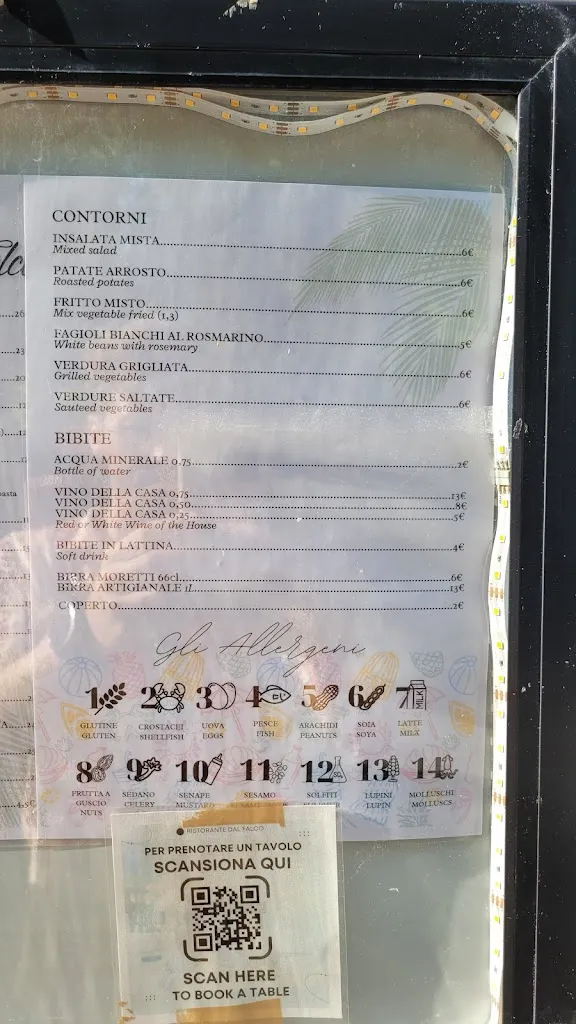 CONTORNI
INSALATA MISTA........6€
Mixed salad
PATATE ARROSTO........6€
Roasted potates
FRITTO MISTO........6€
Mix vegetable fried (1,3)
FAGIOLI BIANCHI AL ROSMARINO........5€
White beans with rosemary
VERDURA GRIGLIATA........6€
Grilled vegetables
VERDURE SALTATE........6€
Sauteed vegetables
BIBITE
ACQUA MINERALE 0,75........2€
Bottle of water
VINO DELLA CASA 0,75........13€
VINO DELLA CASA 0,50........8€
VINO DELLA CASA 0,25........5€
Red or White Wine of the House
BIBITE IN LATTINA........4€
Soft drink
BIRRA MORETTI 66cl........6€
BIRRA ARTIGIANALE 1L........13€
COPERTO........2€
Gli Allergeni
1 2 3 4 5 6 7
GLUTINE CROSTACEI UOVA PESCE ARACHIDI SOIA LATTE
GLUTEN SHELLFISH EGGS FISH PEANUTS SOYA MILK
MILK
8 9 10 11 12 13 14
FRUTTA A GUSCIO SEDANO SENAPE SESAMO SOLFITI LUPINI MOLLUSCHI
NUTS CELERY MUSTARD LUPIN MOLLUSCS
RISTORANTE DAL FALCO
PER PRENOTARE UN TAVOLO
SCANSIONA QUI
SCAN HERE
TO BOOK A TABLE